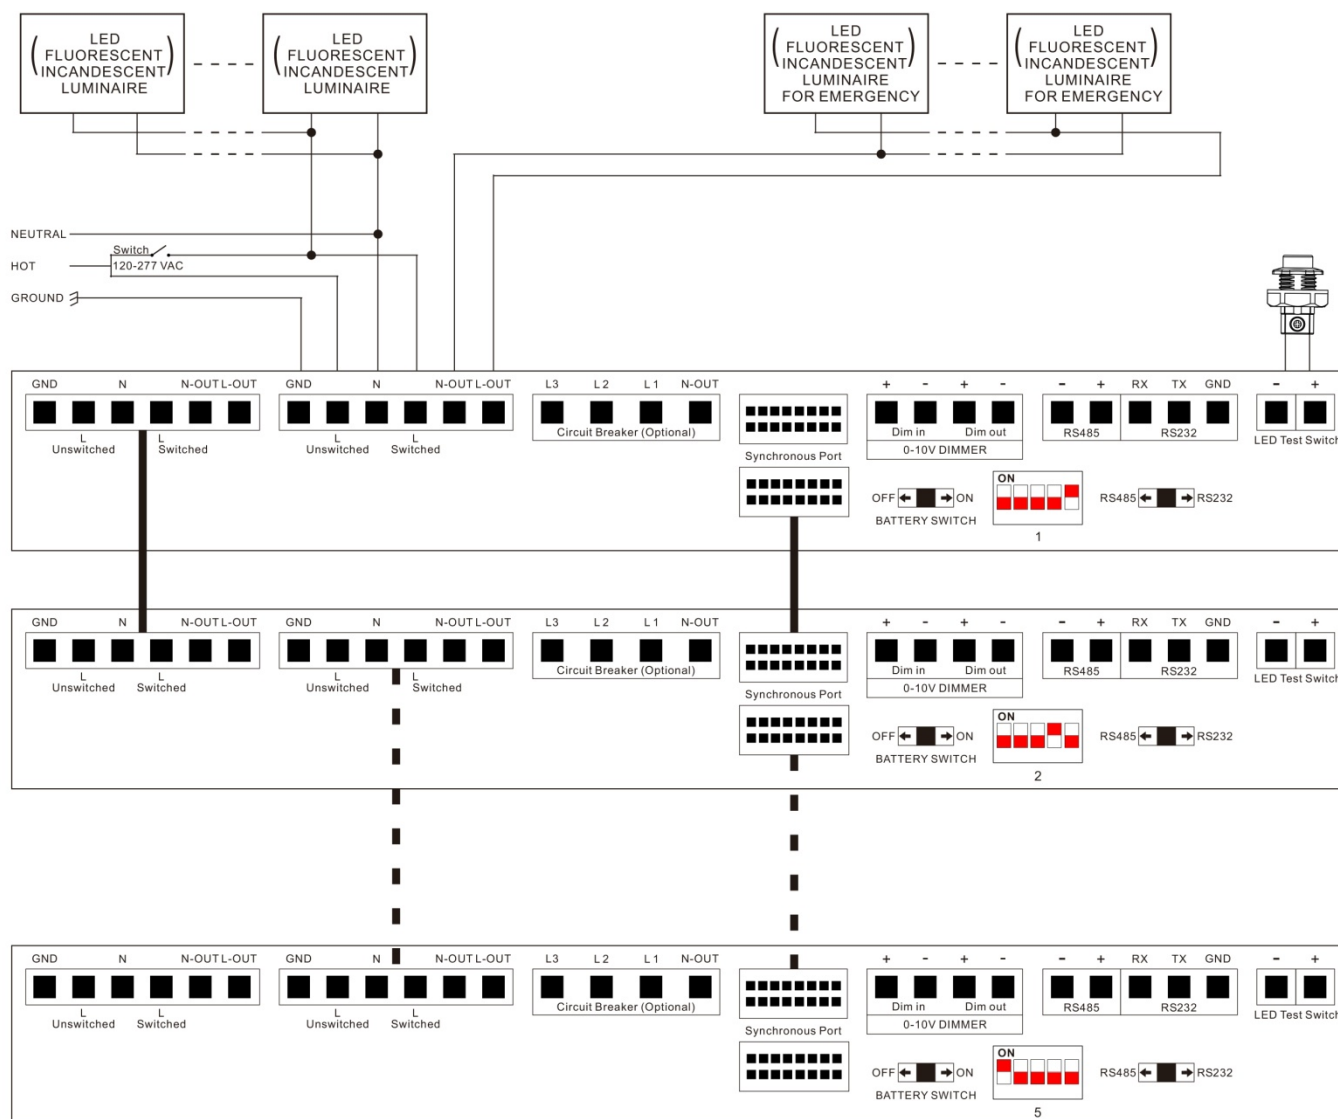 LED
FLUORESCENT
INCANDESCENT
LUMINAIRE
LED
FLUORESCENT
INCANDESCENT
LUMINAIRE
LED
FLUORESCENT
INCANDESCENT
LUMINAIRE
FOR EMERGENCY
LED
FLUORESCENT
INCANDESCENT
LUMINAIRE
FOR EMERGENCY
NEUTRAL
Switch
HOT
120-277 VAC
GROUND
GND N N-OUT L-OUT GND N N-OUT L-OUT L3 L2 L1 N-OUT + - + - - + RX TX GND - +
L L Circuit Breaker (Optional) Dim in Dim out RS485 RS232
Unswitched Switched Unswitched Switched Synchronous Port 0-10V DIMMER LED Test Switch
ON
OFF ON RS485 RS232
BATTERY SWITCH
1
GND N N-OUT L-OUT GND N N-OUT L-OUT L3 L2 L1 N-OUT + - + - - + RX TX GND - +
L L Circuit Breaker (Optional) Dim in Dim out RS485 RS232
Unswitched Switched Unswitched Switched Synchronous Port 0-10V DIMMER LED Test Switch
ON
OFF ON RS485 RS232
BATTERY SWITCH
2
GND N N-OUT L-OUT GND N N-OUT L-OUT L3 L2 L1 N-OUT + - + - - + RX TX GND - +
L L Circuit Breaker (Optional) Dim in Dim out RS485 RS232
Unswitched Switched Unswitched Switched Synchronous Port 0-10V DIMMER LED Test Switch
ON
OFF ON RS485 RS232
BATTERY SWITCH
5